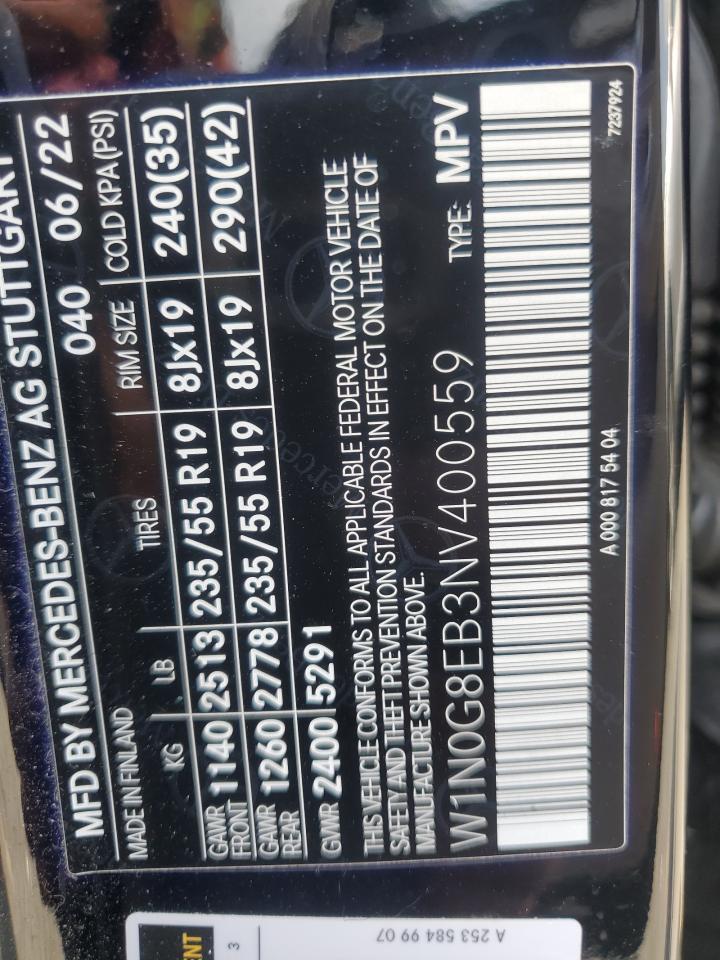 MFD BY MERCEDES-BENZ AG STUTTGART
040 06/22
MADE IN FINLAND
KG LB TIRES RIM SIZE COLD KPA(PSI)
GAWR FRONT 1140 2513 235/55 R19 8Jx19 240(35)
GAWR REAR 1260 2778 235/55 R19 8Jx19 290(42)
GVWR 2400 5291
THIS VEHICLE CONFORMS TO ALL APPLICABLE FEDERAL MOTOR VEHICLE
SAFETY AND THEFT PREVENTION STANDARDS IN EFFECT ON THE DATE OF
MANUFACTURE SHOWN ABOVE.
W1N0G8EB3NV400559 TYPE: MPV
A 000 817 54 04 7237924
A 253 584 99 07
3